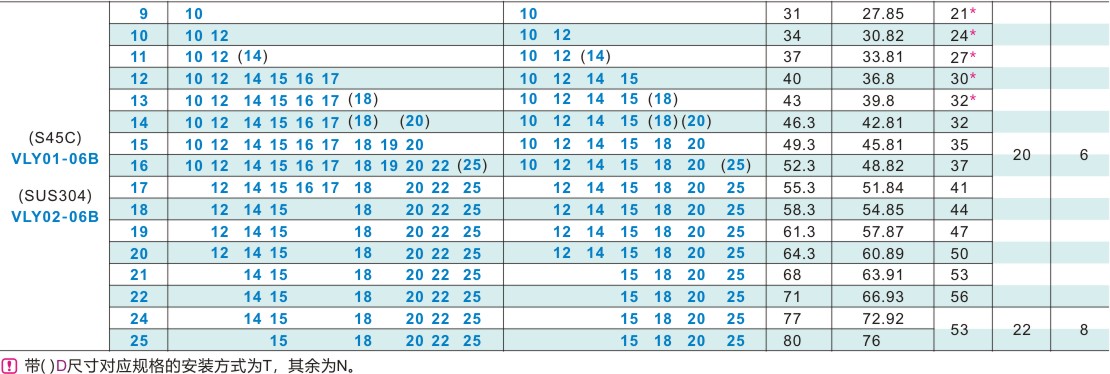 9 10 10 31 27.85 21*
10 10 12 10 12 34 30.82 24*
11 10 12 (14) 10 12 (14) 37 33.81 27*
12 10 12 14 15 16 17 10 12 14 15 40 36.8 30*
13 10 12 14 15 16 17 (18) 10 12 14 15 (18) 43 39.8 32*
14 10 12 14 15 16 17 (18) (20) 10 12 14 15 (18) (20) 46.3 42.81 32
(S45C)
15 10 12 14 15 16 17 18 19 20 10 12 14 15 18 20 49.3 45.81 35
VLY01-06B 20 6
16 10 12 14 15 16 17 18 19 20 22 (25) 10 12 14 15 18 20 (25) 52.3 48.82 37
17 12 14 15 16 17 18 20 22 25 12 14 15 18 20 25 55.3 51.84 41
(SUS304)
18 12 14 15 18 20 22 25 12 14 15 18 20 25 58.3 54.85 44
VLY02-06B
19 12 14 15 18 20 22 25 12 14 15 18 20 25 61.3 57.87 47
20 12 14 15 18 20 22 25 12 14 15 18 20 25 64.3 60.89 50
21 14 15 18 20 22 25 15 18 20 25 68 63.91 53
22 14 15 18 20 22 25 15 18 20 25 71 66.93 56
24 14 15 18 20 22 25 15 18 20 25 77 72.92
53 22 8
25 15 18 20 22 25 15 18 20 25 80 76
! 带( )D尺寸对应规格的安装方式为T，其余为N。